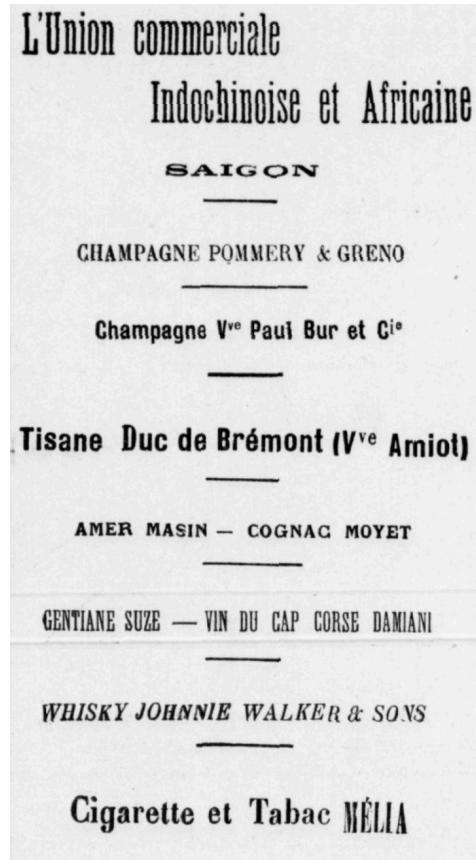 L'Union commerciale
Indochinoise et Africaine
SAIGON
CHAMPAGNE POMMERY & GRENO
Champagne Vve Paul Bur et Cie
Tisane Duc de Brémont (Vve Amiot)
AMER MASIN — COGNAC MOYET
GENTIANE SUZE — VIN DU CAP CORSE DAMIANI
WHISKY JOHNNIE WALKER & SONS
Cigarette et Tabac MÉLIA